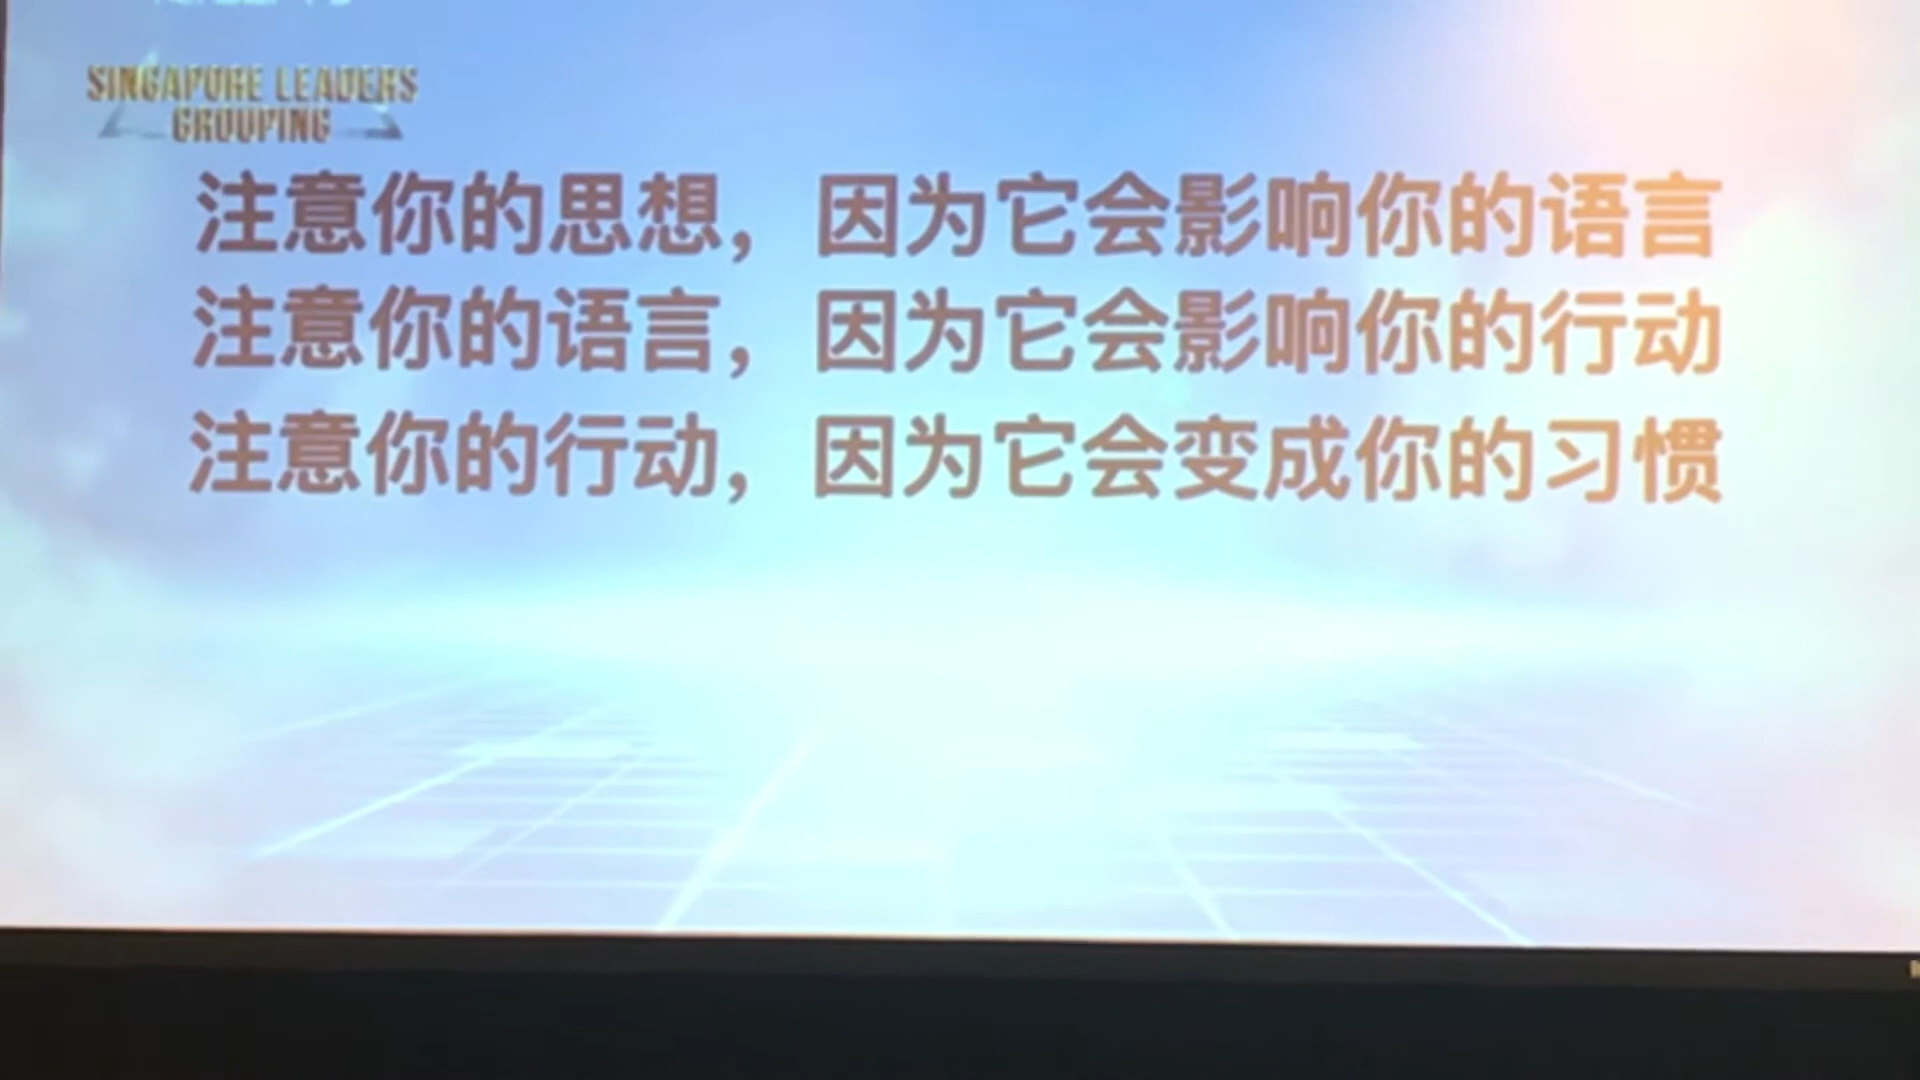 SINGAPORE LEADERS
GROUPING
注意你的思想，因为它会影响你的语言
注意你的语言，因为它会影响你的行动
注意你的行动，因为它会变成你的习惯